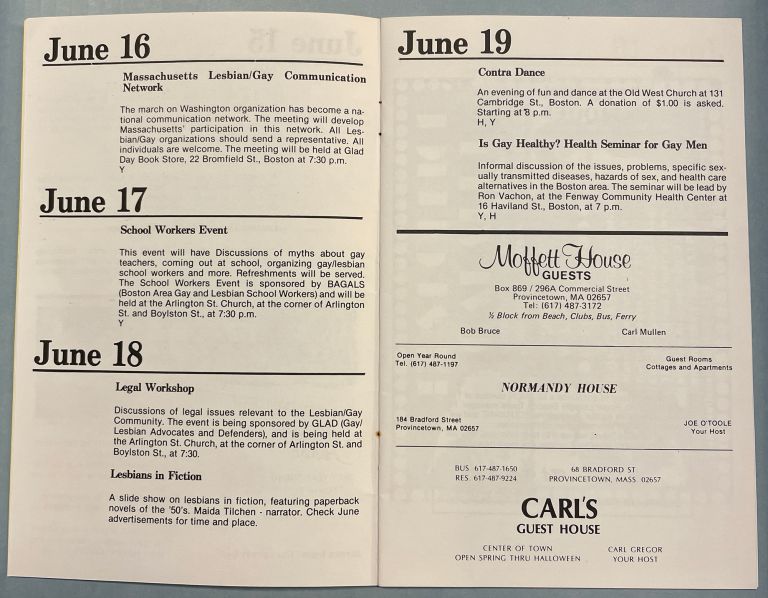 June 16
Massachusetts Lesbian/Gay Communication
Network
The march on Washington organization has become a na-
tional communication network. The meeting will develop
Massachusetts' participation in this network. All Les-
bian/Gay organizations should send a representative. All
individuals are welcome. The meeting will be held at Glad
Day Book Store, 22 Bromfield St., Boston at 7:30 p.m.
Y
June 17
School Workers Event
This event will have Discussions of myths about gay
teachers, coming out at school, organizing gay/lesbian
school workers and more. Refreshments will be served.
The School Workers Event is sponsored by BAGALS
(Boston Area Gay and Lesbian School Workers) and will be
held at the Arlington St. Church, at the corner of Arlington
St. and Boylston St., at 7:30 p.m.
Y
June 18
Legal Workshop
Discussions of legal issues relevant to the Lesbian/Gay
Community. The event is being sponsored by GLAD (Gay/
Lesbian Advocates and Defenders), and is being held at
the Arlington St. Church, at the corner of Arlington St. and
Boylston St., at 7:30.
Lesbians in Fiction
A slide show on lesbians in fiction, featuring paperback
novels of the '50's. Maida Tilchen - narrator. Check June
advertisements for time and place.
June 19
Contra Dance
An evening of fun and dance at the Old West Church at 131
Cambridge St., Boston. A donation of $1.00 is asked.
Starting at 8 p.m.
H, Y
Is Gay Healthy? Health Seminar for Gay Men
Informal discussion of the issues, problems, specific sex-
ually transmitted diseases, hazards of sex, and health care
alternatives in the Boston area. The seminar will be lead by
Ron Vachon, at the Fenway Community Health Center at
16 Haviland St., Boston, at 7 p.m.
Y, H
Moffett House
GUESTS
Box 869 / 296A Commercial Street
Provincetown, MA 02657
Tel: (617) 487-3172
½ Block from Beach, Clubs, Bus, Ferry
Bob Bruce Carl Mullen
Open Year Round Guest Rooms
Tel. (617) 487-1197 Cottages and Apartments
NORMANDY HOUSE
184 Bradford Street JOE O'TOOLE
Provincetown, MA 02657 Your Host
BUS 617-487-1650 68 BRADFORD ST
RES. 617-487-9224 PROVINCETOWN, MASS 02657
CARL'S
GUEST HOUSE
CENTER OF TOWN CARL GREGOR
OPEN SPRING THRU HALLOWEEN YOUR HOST